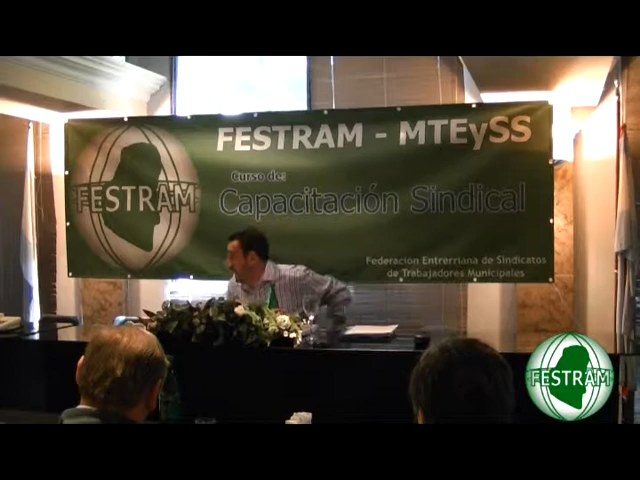 FESTRAM - MTEySS
Curso de:
Capacitación Sindical
FESTRAM
Federación Entrerriana de Sindicatos
de Trabajadores Municipales
FESTRAM